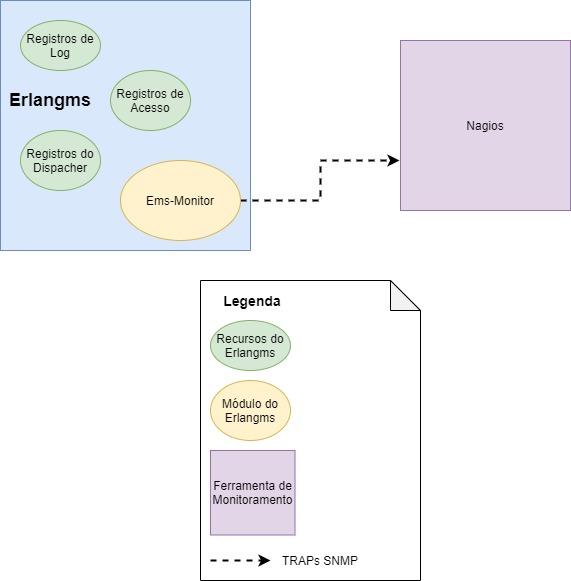 Registros de
Log
Erlangms
Registros de
Acesso
Registros do
Dispacher
Ems-Monitor
Nagios
Legenda
Recursos do
Erlangms
Módulo do
Erlangms
Ferramenta de
Monitoramento
TRAPs SNMP